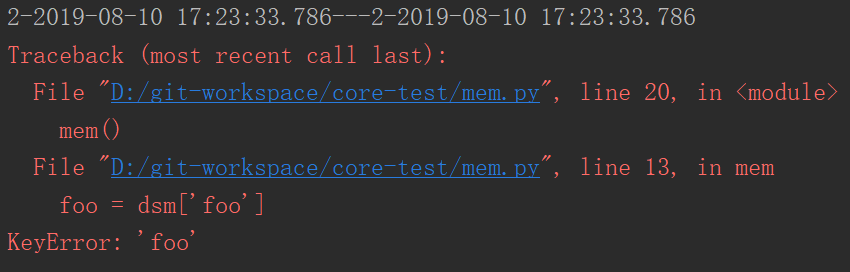 2-2019-08-10 17:23:33.786---2-2019-08-10 17:23:33.786
Traceback (most recent call last):
  File "D:/git-workspace/core-test/mem.py", line 20, in <module>
    mem()
  File "D:/git-workspace/core-test/mem.py", line 13, in mem
    foo = dsm['foo']
KeyError: 'foo'